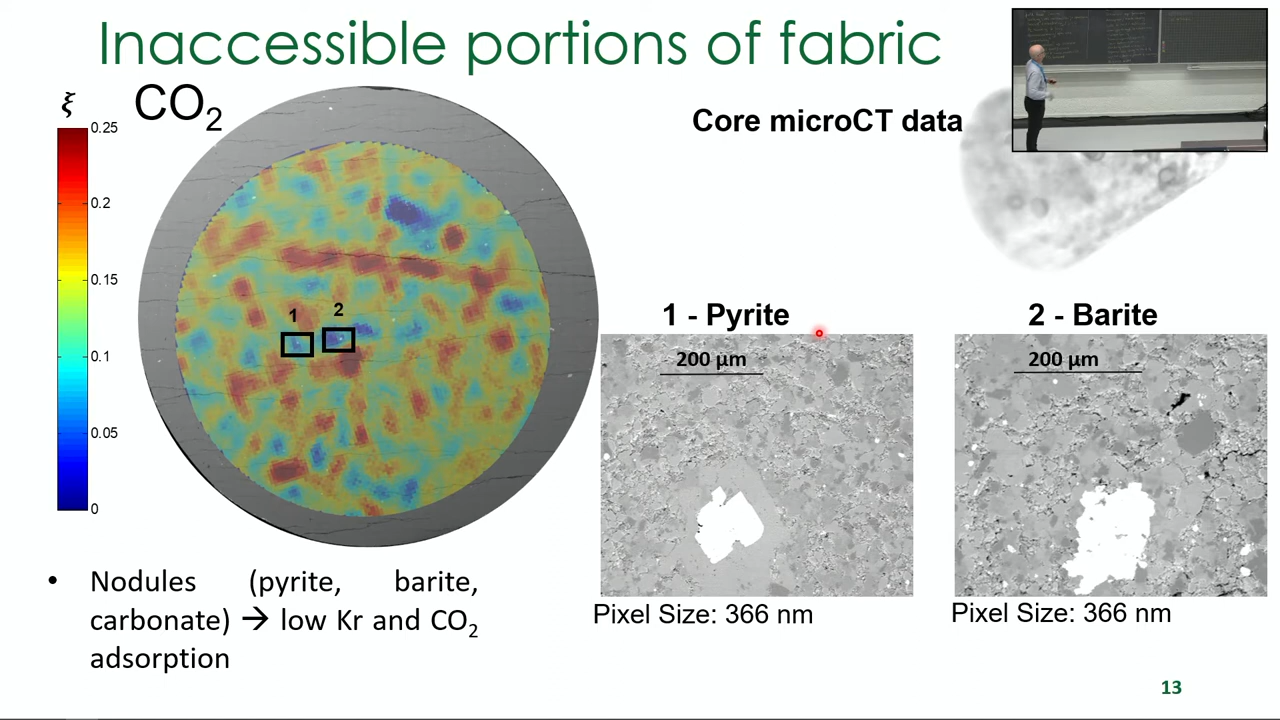 Inaccessible portions of fabric
ξ
CO₂
0.25
0.2
0.15
0.1
0.05
0
1
2
Core microCT data
1 - Pyrite
2 - Barite
200 µm
200 µm
Pixel Size: 366 nm
Pixel Size: 366 nm
• Nodules (pyrite, barite,
carbonate) → low Kr and CO₂
adsorption
13